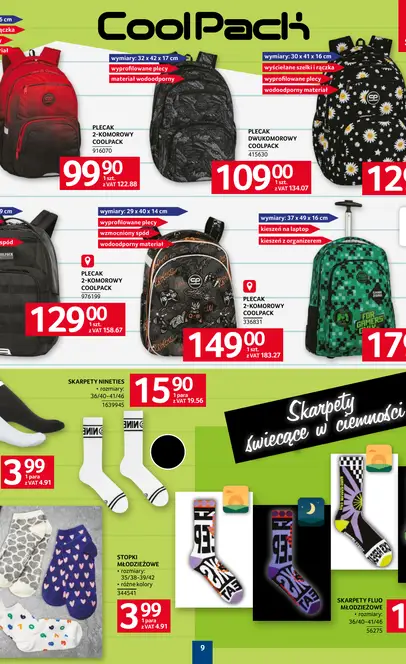 COOLPACK
wymiary: 32 x 42 x 17 cm
wyprofilowane plecy
materiał wodoodporny
wymiary: 30 x 41 x 16 cm
wyściełane szelki i rączka
wyprofilowane plecy
wodoodporny materiał
PLECAK
2-KOMOROWY
COOLPACK
916070
99 90
1 szt.
z VAT 122.88
PLECAK
DWUKOMOROWY
COOLPACK
415630
109 00
1 szt.
z VAT 134.07
129
wymiary: 29 x 40 x 14 cm
wyprofilowane plecy
wzmocniony spód
wodoodporny materiał
wymiary: 37 x 49 x 16 cm
kieszeń na laptop
kieszeń z organizerem
PLECAK
2-KOMOROWY
COOLPACK
976199
129 00
1 szt.
z VAT 158.67
PLECAK
2-KOMOROWY
COOLPACK
336831
149 00
1 szt.
z VAT 183.27
179
SKARPETY NINETIES
• rozmiary:
36/40–41/46
1639945
15 90
1 para
z VAT 19.56
Skarpety
świecące w ciemności
3 99
1 para
z VAT 4.91
STOPKI
MŁODZIEŻOWE
• rozmiary:
35/38–39/42
• różne kolory
344541
3 99
1 para
z VAT 4.91
SKARPETY FLUO
MŁODZIEŻOWE
• rozmiary:
36/40–41/46
56275
9